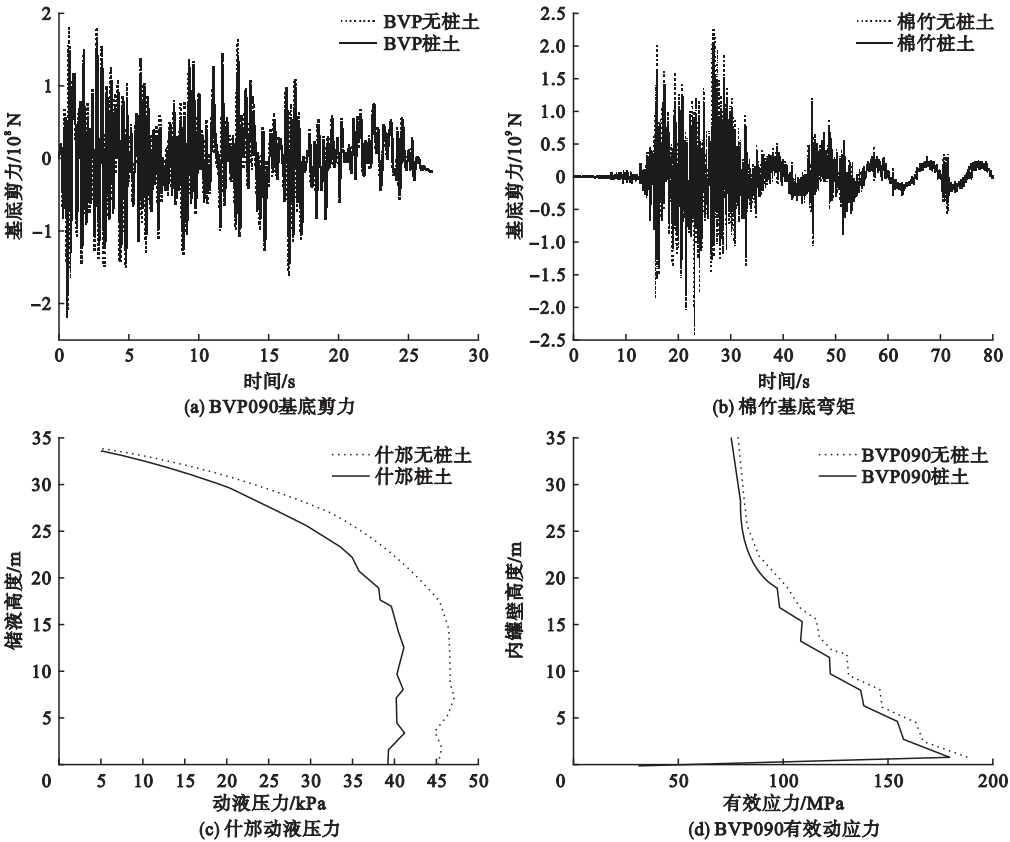 BVP无桩土
BVP桩土
基底剪力/10⁸ N
2
1
0
−1
−2
0 5 10 15 20 25 30
时间/s
(a) BVP090基底剪力
棉竹无桩土
棉竹桩土
基底剪力/10⁹ N
2.5
2.0
1.5
1.0
0.5
0
−0.5
−1.0
−1.5
−2.0
−2.5
0 10 20 30 40 50 60 70 80
时间/s
(b) 棉竹基底弯矩
什邡无桩土
什邡桩土
储液高度/m
35
30
25
20
15
10
5
0 5 10 15 20 25 30 35 40 45 50
动液压力/kPa
(c) 什邡动液压力
BVP090无桩土
BVP090桩土
内罐壁高度/m
35
30
25
20
15
10
5
0 50 100 150 200
有效应力/MPa
(d) BVP090有效动应力